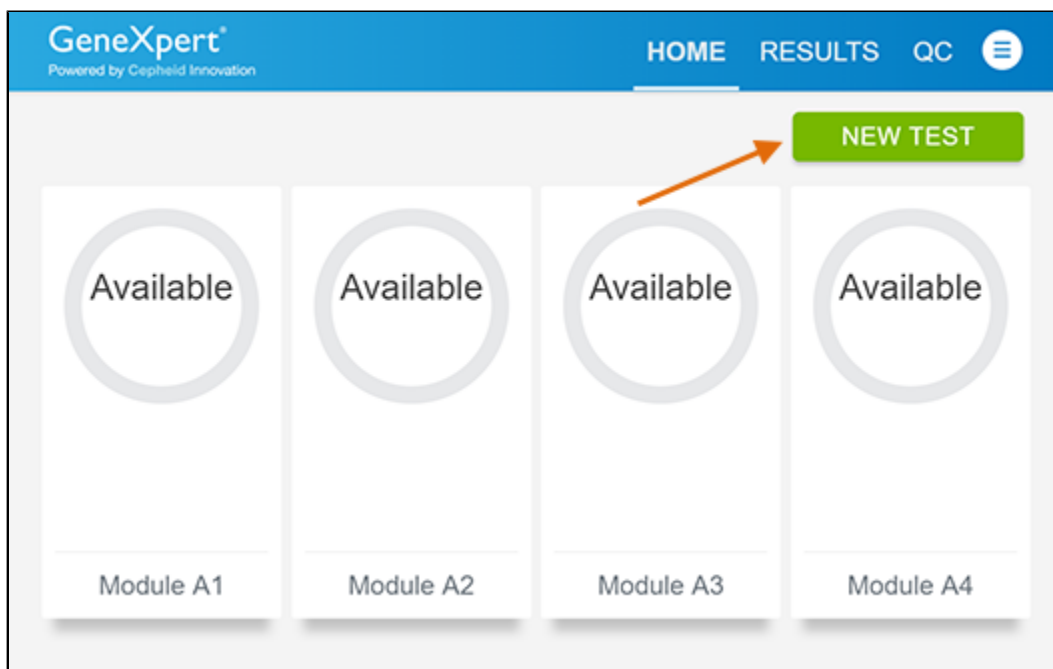 GeneXpert®
Powered by Cepheid Innovation
HOME RESULTS QC
NEW TEST
Available Available Available Available
Module A1 Module A2 Module A3 Module A4